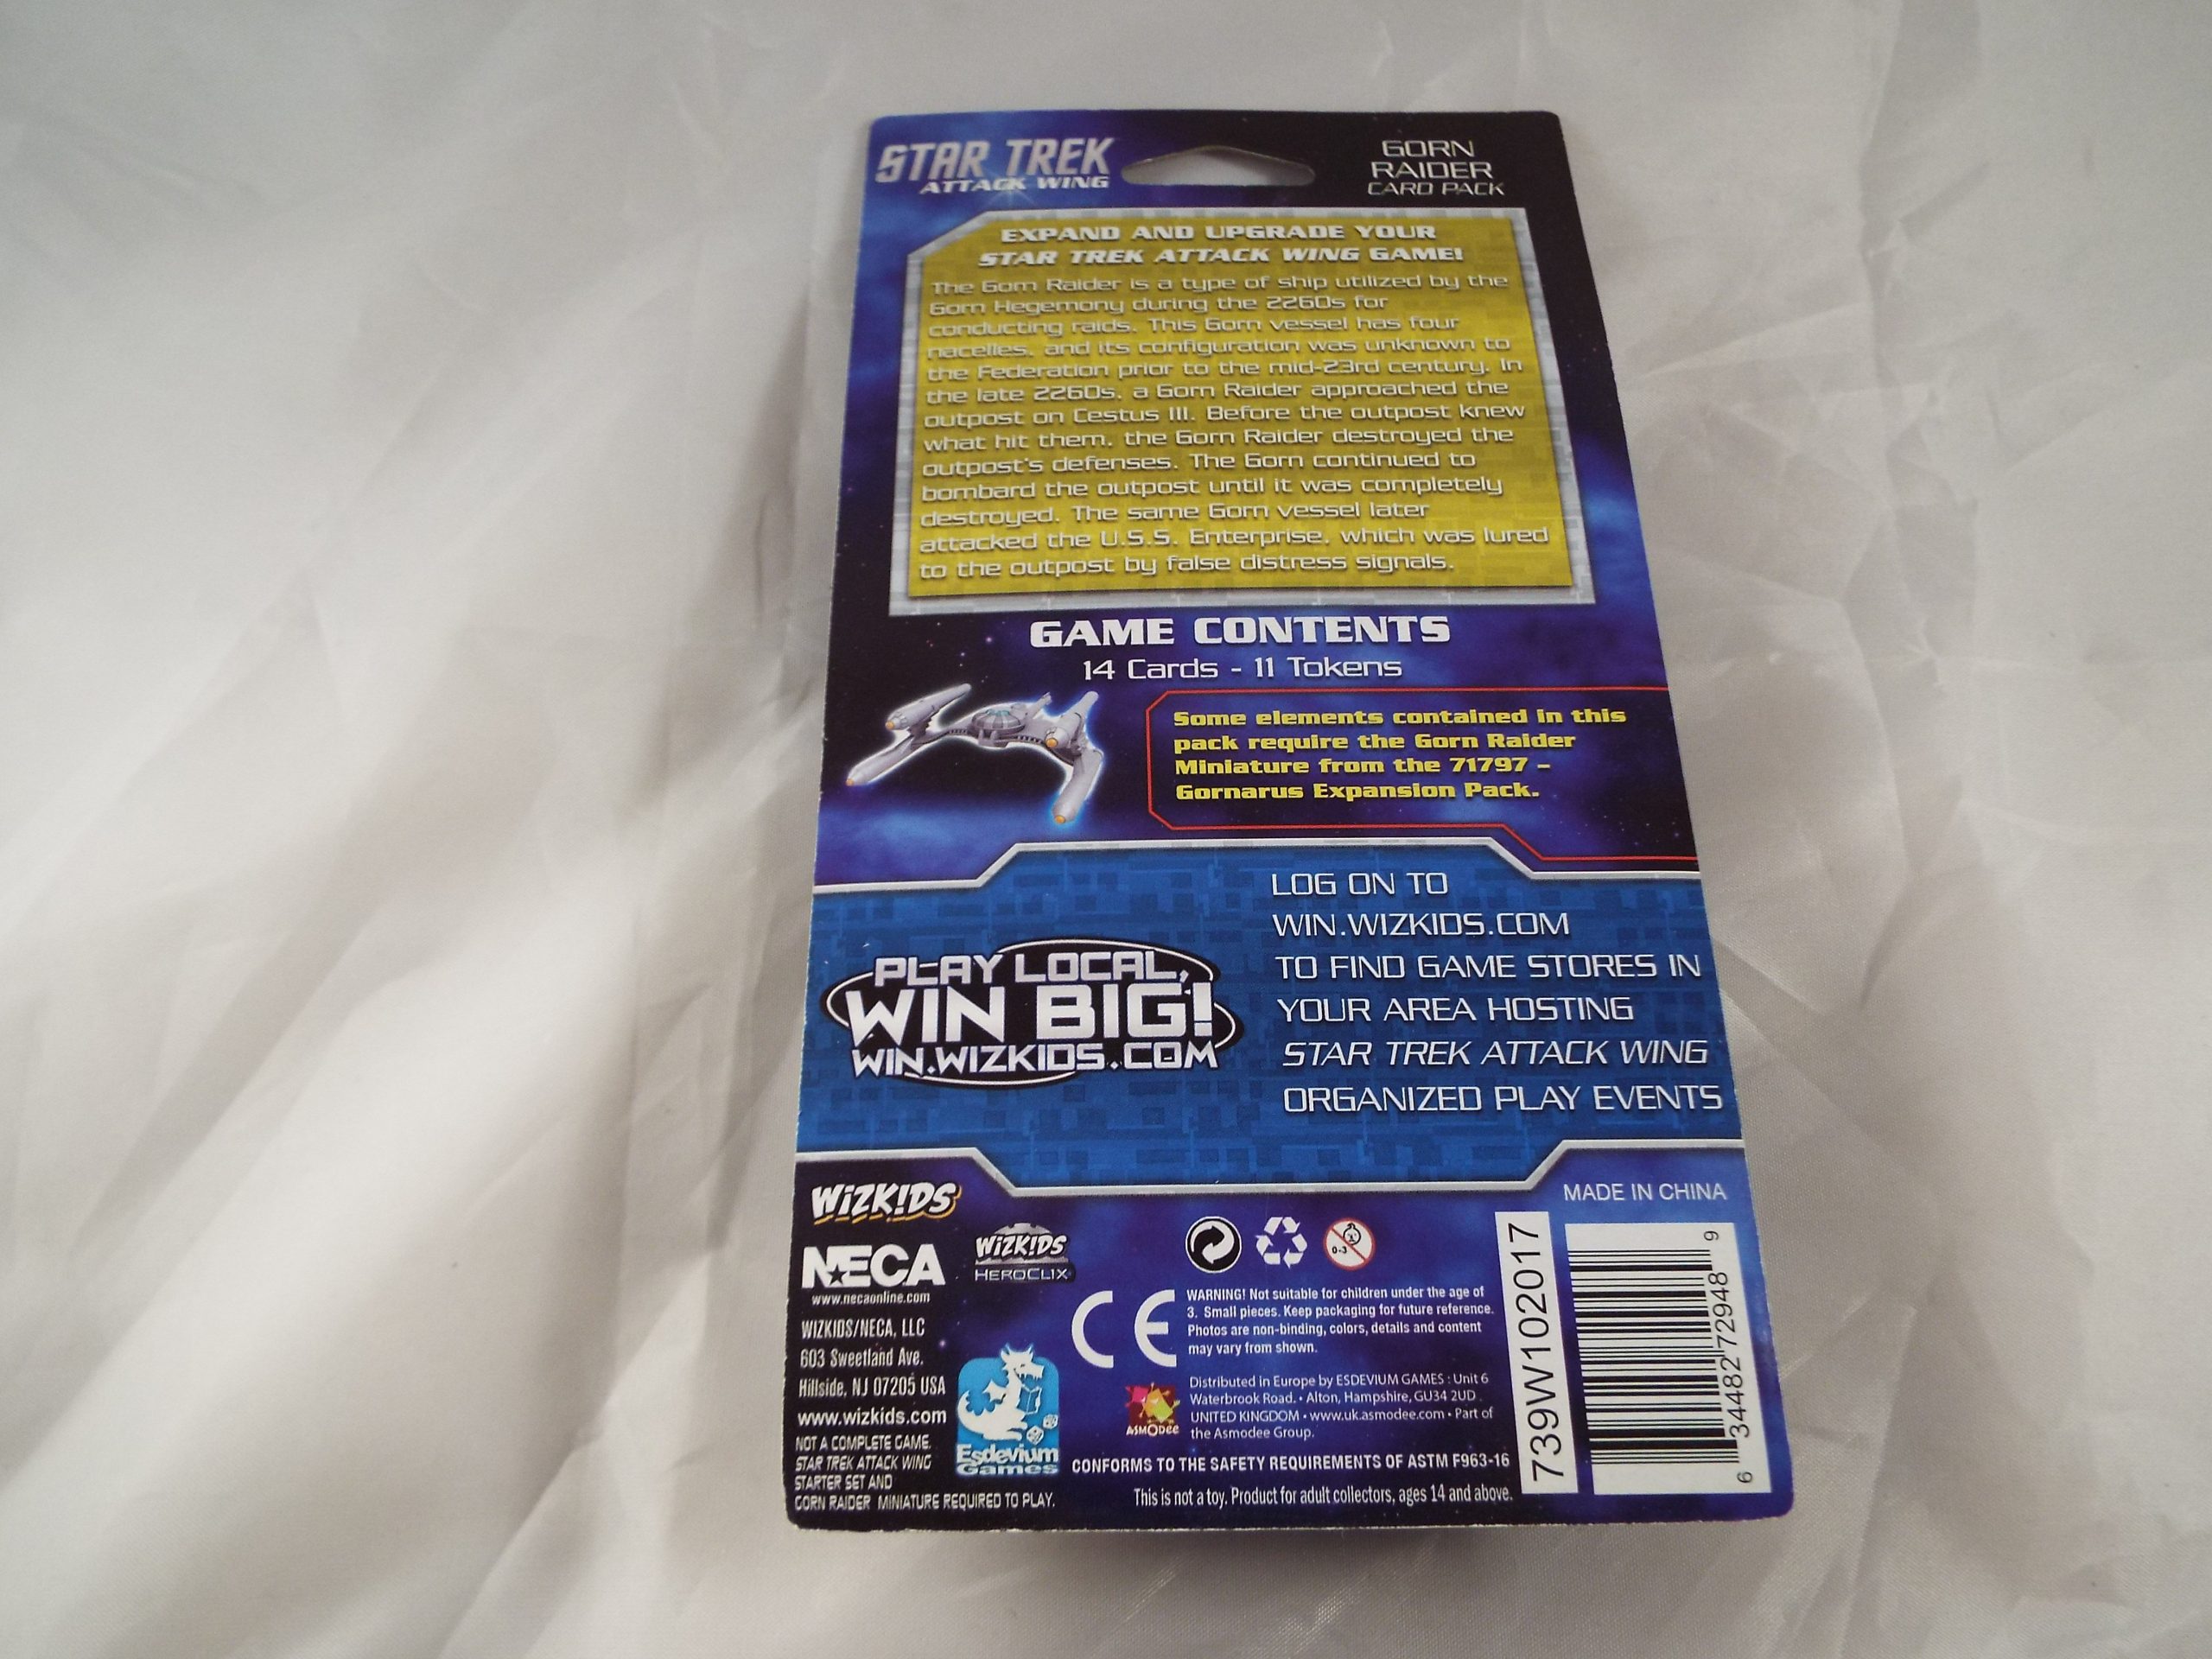 STAR TREK
ATTACK WING
GORN
RAIDER
CARD PACK
EXPAND AND UPGRADE YOUR
STAR TREK ATTACK WING GAME!
The Gorn Raider is a type of ship utilized by the
Gorn Hegemony during the 2260s for
conducting raids. This Gorn vessel has four
nacelles, and its configuration was unknown to
the Federation prior to the mid-23rd century. In
the late 2260s, a Gorn Raider approached the
outpost on Cestus III. Before the outpost knew
what hit them, the Gorn Raider destroyed the
outpost's defenses. The Gorn continued to
bombard the outpost until it was completely
destroyed. The same Gorn vessel later
attacked the U.S.S. Enterprise, which was lured
to the outpost by false distress signals.
GAME CONTENTS
14 Cards - 11 Tokens
Some elements contained in this
pack require the Gorn Raider
Miniature from the 71797 –
Gornarus Expansion Pack.
PLAY LOCAL,
WIN BIG!
WIN.WIZKIDS.COM
LOG ON TO
WIN.WIZKIDS.COM
TO FIND GAME STORES IN
YOUR AREA HOSTING
STAR TREK ATTACK WING
ORGANIZED PLAY EVENTS
WIZKIDS
NECA
www.necaonline.com
WIZKIDS
HEROCLIX
WIZKIDS/NECA, LLC
603 Sweetland Ave.
Hillside, NJ 07205 USA
www.wizkids.com
NOT A COMPLETE GAME.
STAR TREK ATTACK WING
STARTER SET AND
GORN RAIDER MINIATURE REQUIRED TO PLAY.
Esdevium
Games
0-3
CE
WARNING! Not suitable for children under the age of
3. Small pieces. Keep packaging for future reference.
Photos are non-binding, colors, details and content
may vary from shown.
ASMODEE
Distributed in Europe by ESDEVIUM GAMES : Unit 6
Waterbrook Road. • Alton, Hampshire, GU34 2UD .
UNITED KINGDOM • www.uk.asmodee.com • Part of
the Asmodee Group.
CONFORMS TO THE SAFETY REQUIREMENTS OF ASTM F963-16
This is not a toy. Product for adult collectors, ages 14 and above.
MADE IN CHINA
739W102017
6 34482 72948 9